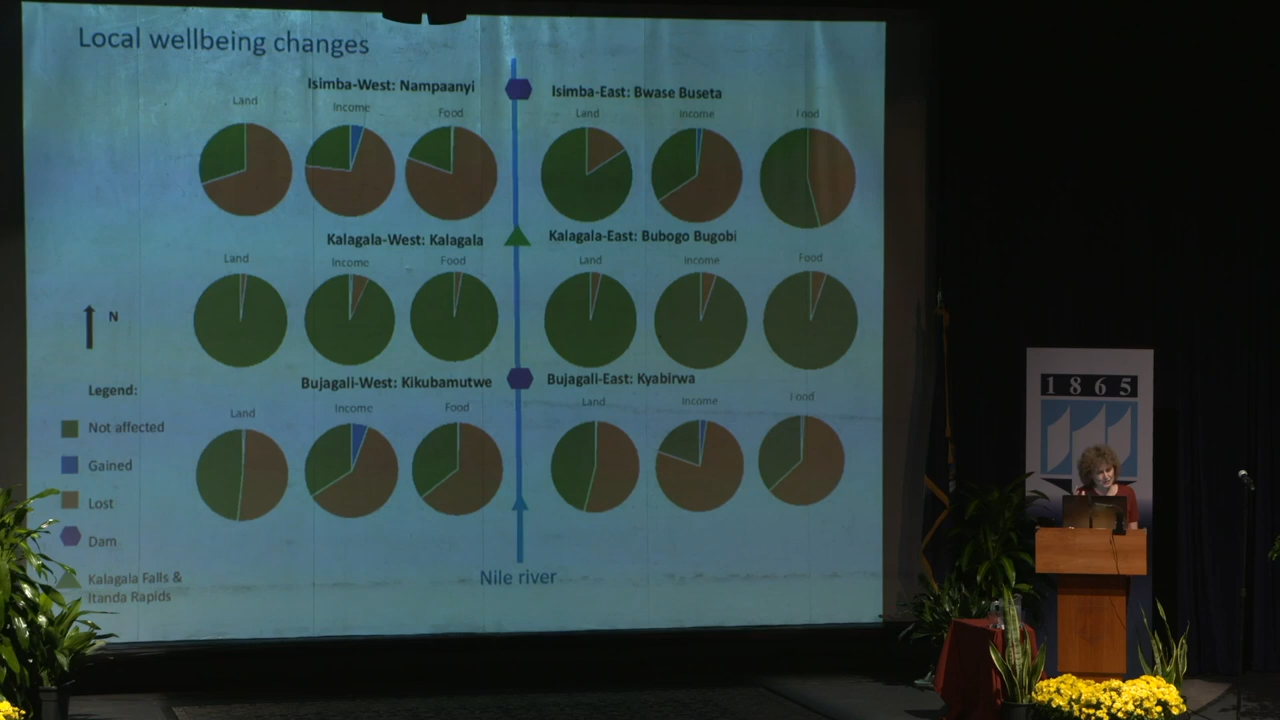 Local wellbeing changes
Isimba-West: Nampaanyi
Isimba-East: Bwase Buseta
Land
Income
Food
Land
Income
Food
Kalagala-West: Kalagala
Kalagala-East: Bubogo Bugobi
Land
Income
Food
Land
Income
Food
N
Bujagali-West: Kikubamutwe
Bujagali-East: Kyabirwa
Land
Income
Food
Land
Income
Food
Legend:
Not affected
Gained
Lost
Dam
Kalagala Falls &
Itanda Rapids
Nile river
1865